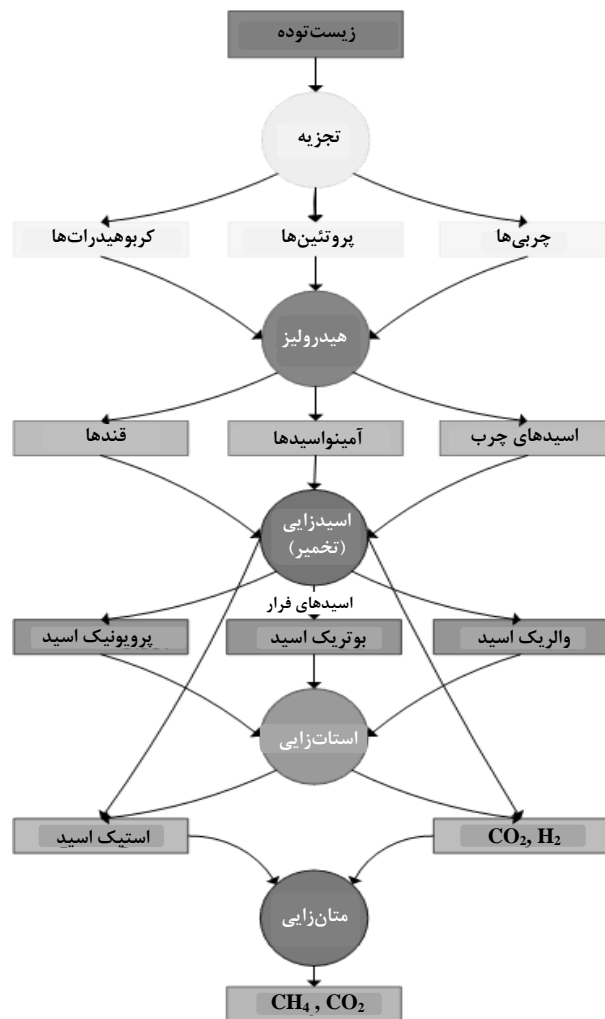 زیست‌توده
تجزیه
چربی‌ها
پروتئین‌ها
کربوهیدرات‌ها
هیدرولیز
اسیدهای چرب
آمینواسیدها
قندها
اسیدزایی
(تخمیر)
اسیدهای فرار
والریک اسید
بوتریک اسید
پروپونیک اسید
استات‌زایی
CO₂, H₂
استیک اسید
متان‌زایی
CH₄, CO₂